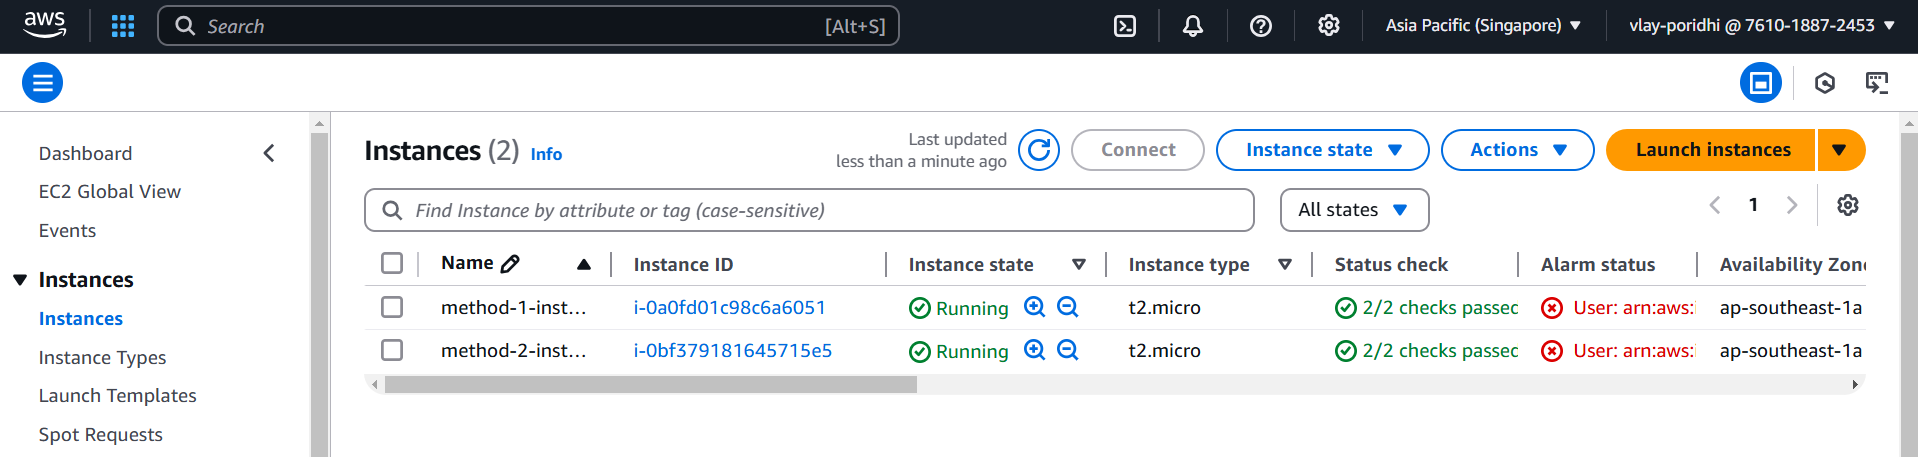 aws
Search [Alt+S]
Asia Pacific (Singapore)
vlay-poridhi @ 7610-1887-2453
Dashboard
EC2 Global View
Events
Instances
Instances
Instance Types
Launch Templates
Spot Requests
Instances (2) Info
Last updated
less than a minute ago
Connect
Instance state
Actions
Launch instances
Find Instance by attribute or tag (case-sensitive)
All states
1
Name Instance ID Instance state Instance type Status check Alarm status Availability Zone
method-1-inst... i-0a0fd01c98c6a6051 Running t2.micro 2/2 checks passed User: arn:aws:i ap-southeast-1a
method-2-inst... i-0bf379181645715e5 Running t2.micro 2/2 checks passed User: arn:aws:i ap-southeast-1a